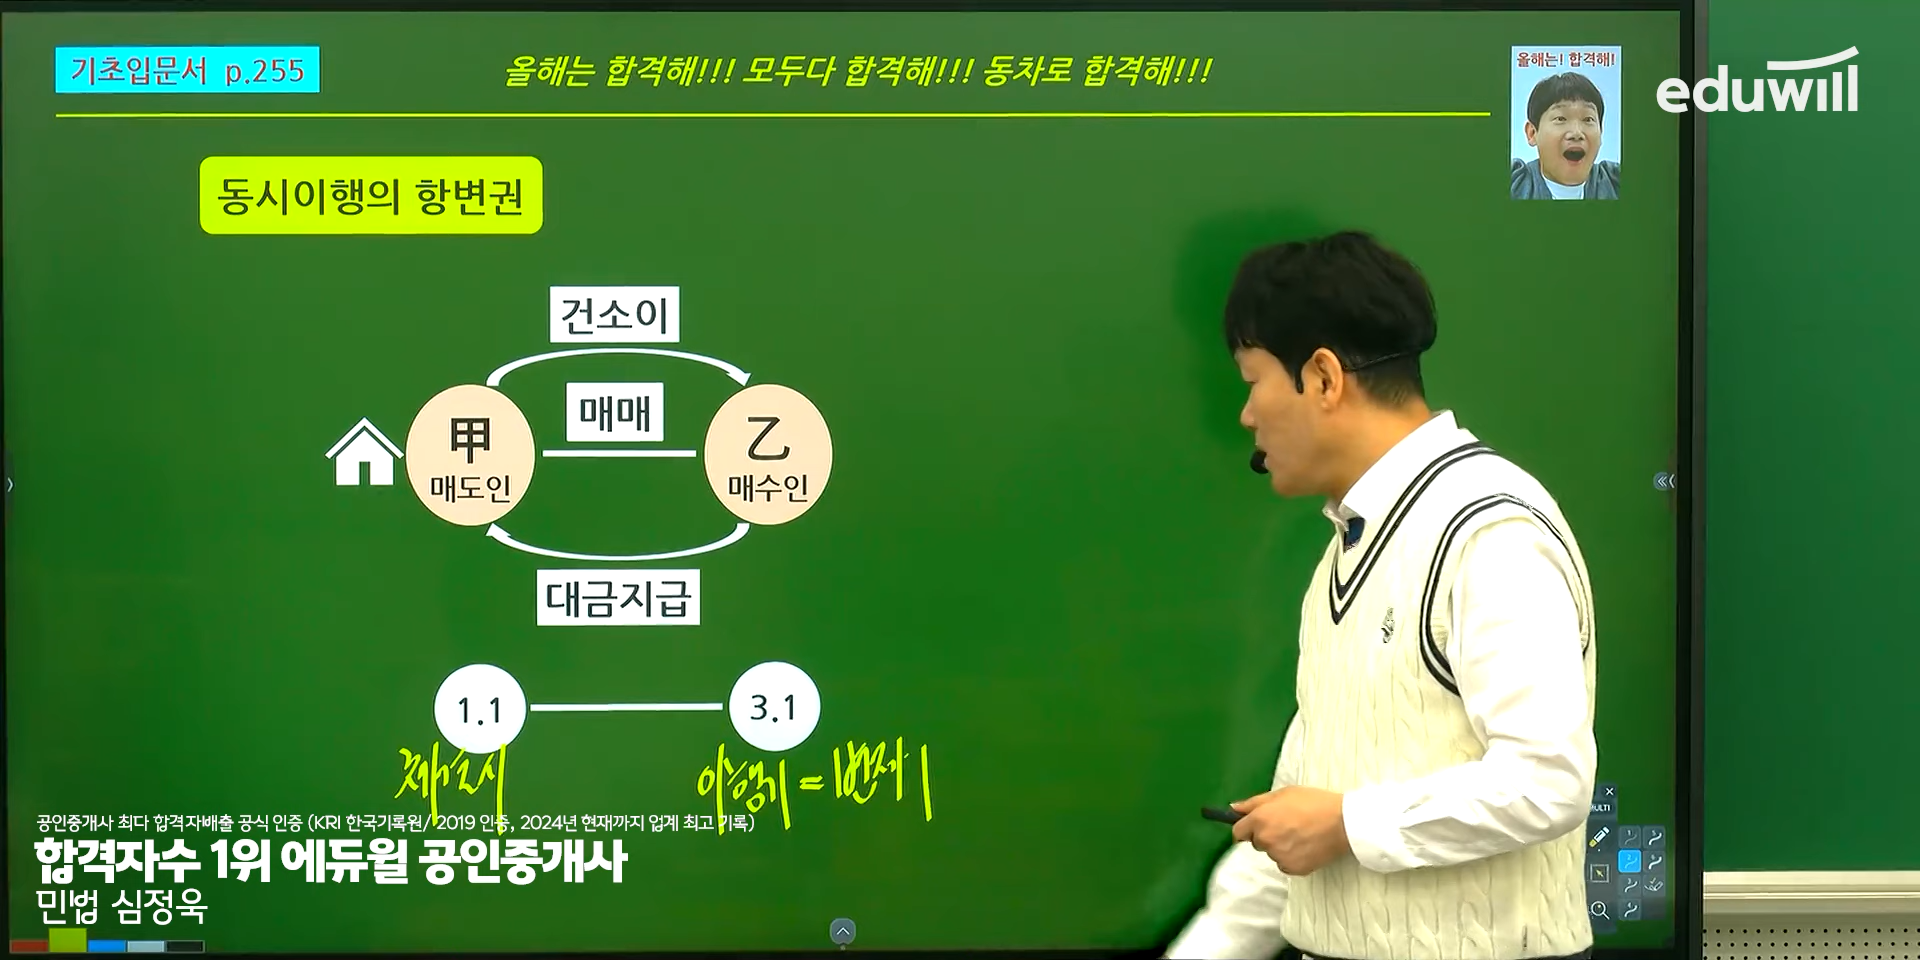 기초입문서 p.255
올해는 합격해!!! 모두다 합격해!!! 동차로 합격해!!!
올해는! 합격해!
eduwill
동시이행의 항변권
건소이
매매
甲
매도인
乙
매수인
대금지급
1.1
3.1
이행기 = 변제
공인중개사 최다 합격자배출 공식 인증 (KRI 한국기록원/ 2019 인증, 2024년 현재까지 업계 최고 기록)
합격자수 1위 에듀윌 공인중개사
민법 심정욱